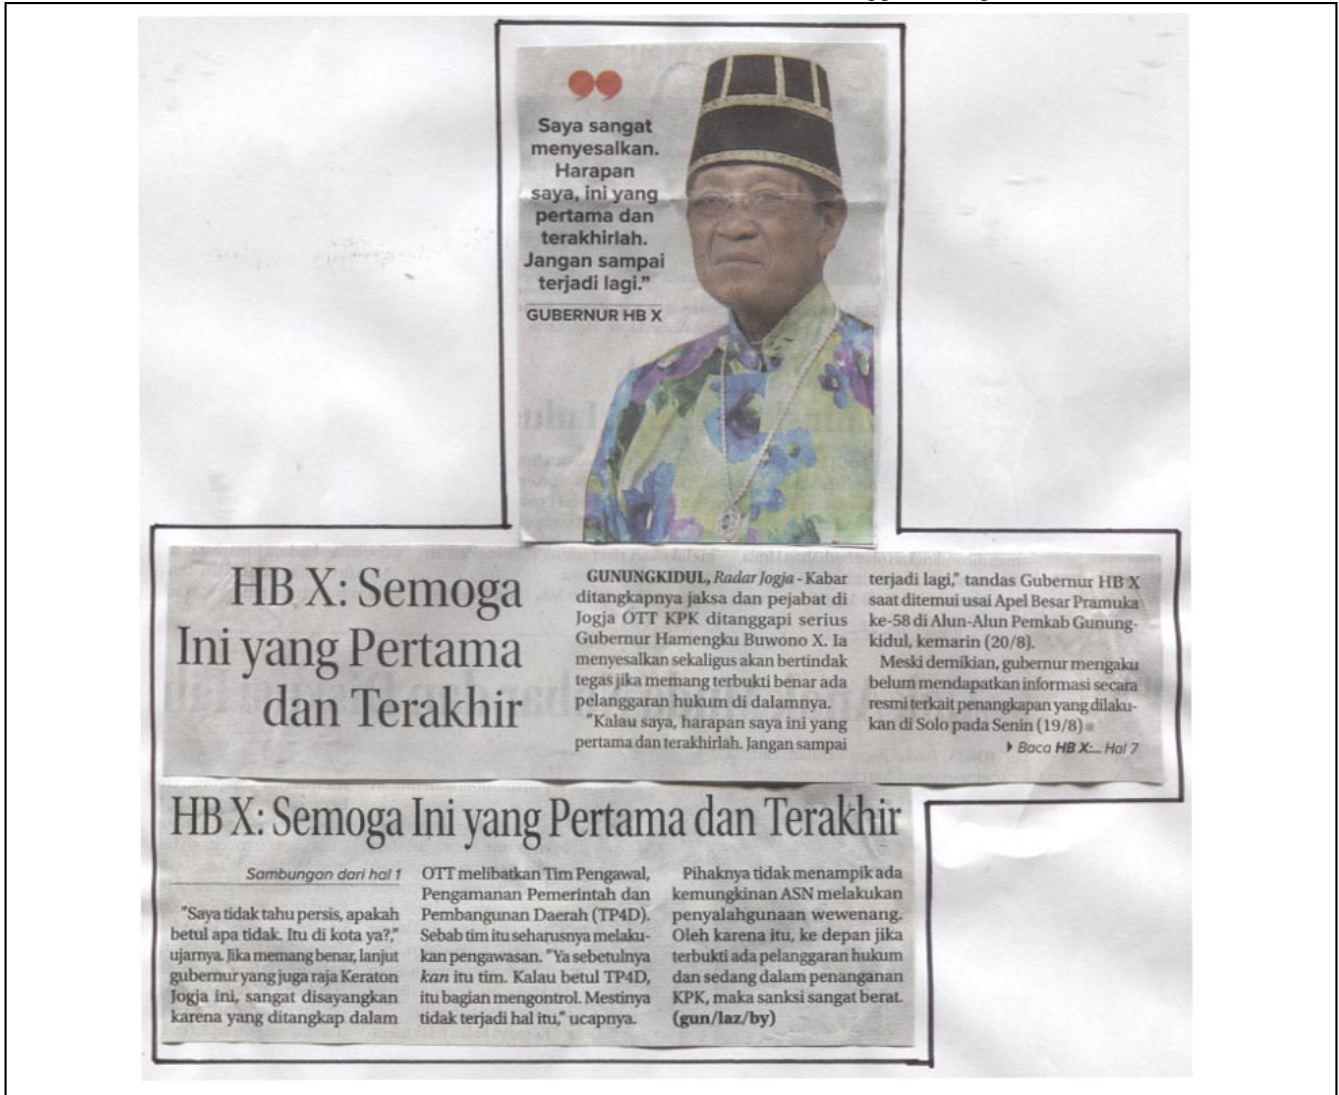 Saya sangat
menyesalkan.
Harapan
saya, ini yang
pertama dan
terakhirlah.
Jangan sampai
terjadi lagi."
GUBERNUR HB X
HB X: Semoga
Ini yang Pertama
dan Terakhir
GUNUNGKIDUL, Radar Jogja - Kabar
ditangkapnya jaksa dan pejabat di
Jogja OTT KPK ditanggapi serius
Gubernur Hamengku Buwono X. Ia
menyesalkan sekaligus akan bertindak
tegas jika memang terbukti benar ada
pelanggaran hukum di dalamnya.
"Kalau saya, harapan saya ini yang
pertama dan terakhirlah. Jangan sampai
terjadi lagi," tandas Gubernur HB X
saat ditemui usai Apel Besar Pramuka
ke-58 di Alun-Alun Pemkab Gunung-
kidul, kemarin (20/8).
Meski demikian, gubernur mengaku
belum mendapatkan informasi secara
resmi terkait penangkapan yang dilaku-
kan di Solo pada Senin (19/8)
Baca HB X:... Hal 7
HB X: Semoga Ini yang Pertama dan Terakhir
Sambungan dari hal 1
"Saya tidak tahu persis, apakah
betul apa tidak. Itu di kota ya?,"
ujarnya. Jika memang benar, lanjut
gubernur yang juga raja Keraton
Jogja ini, sangat disayangkan
karena yang ditangkap dalam
OTT melibatkan Tim Pengawal,
Pengamanan Pemerintah dan
Pembangunan Daerah (TP4D).
Sebab tim itu seharusnya melaku-
kan pengawasan. "Ya sebetulnya
kan itu tim. Kalau betul TP4D,
itu bagian mengontrol. Mestinya
tidak terjadi hal itu," ucapnya.
Pihaknya tidak menampik ada
kemungkinan ASN melakukan
penyalahgunaan wewenang.
Oleh karena itu, ke depan jika
terbukti ada pelanggaran hukum
dan sedang dalam penanganan
KPK, maka sanksi sangat berat.
(gun/laz/by)